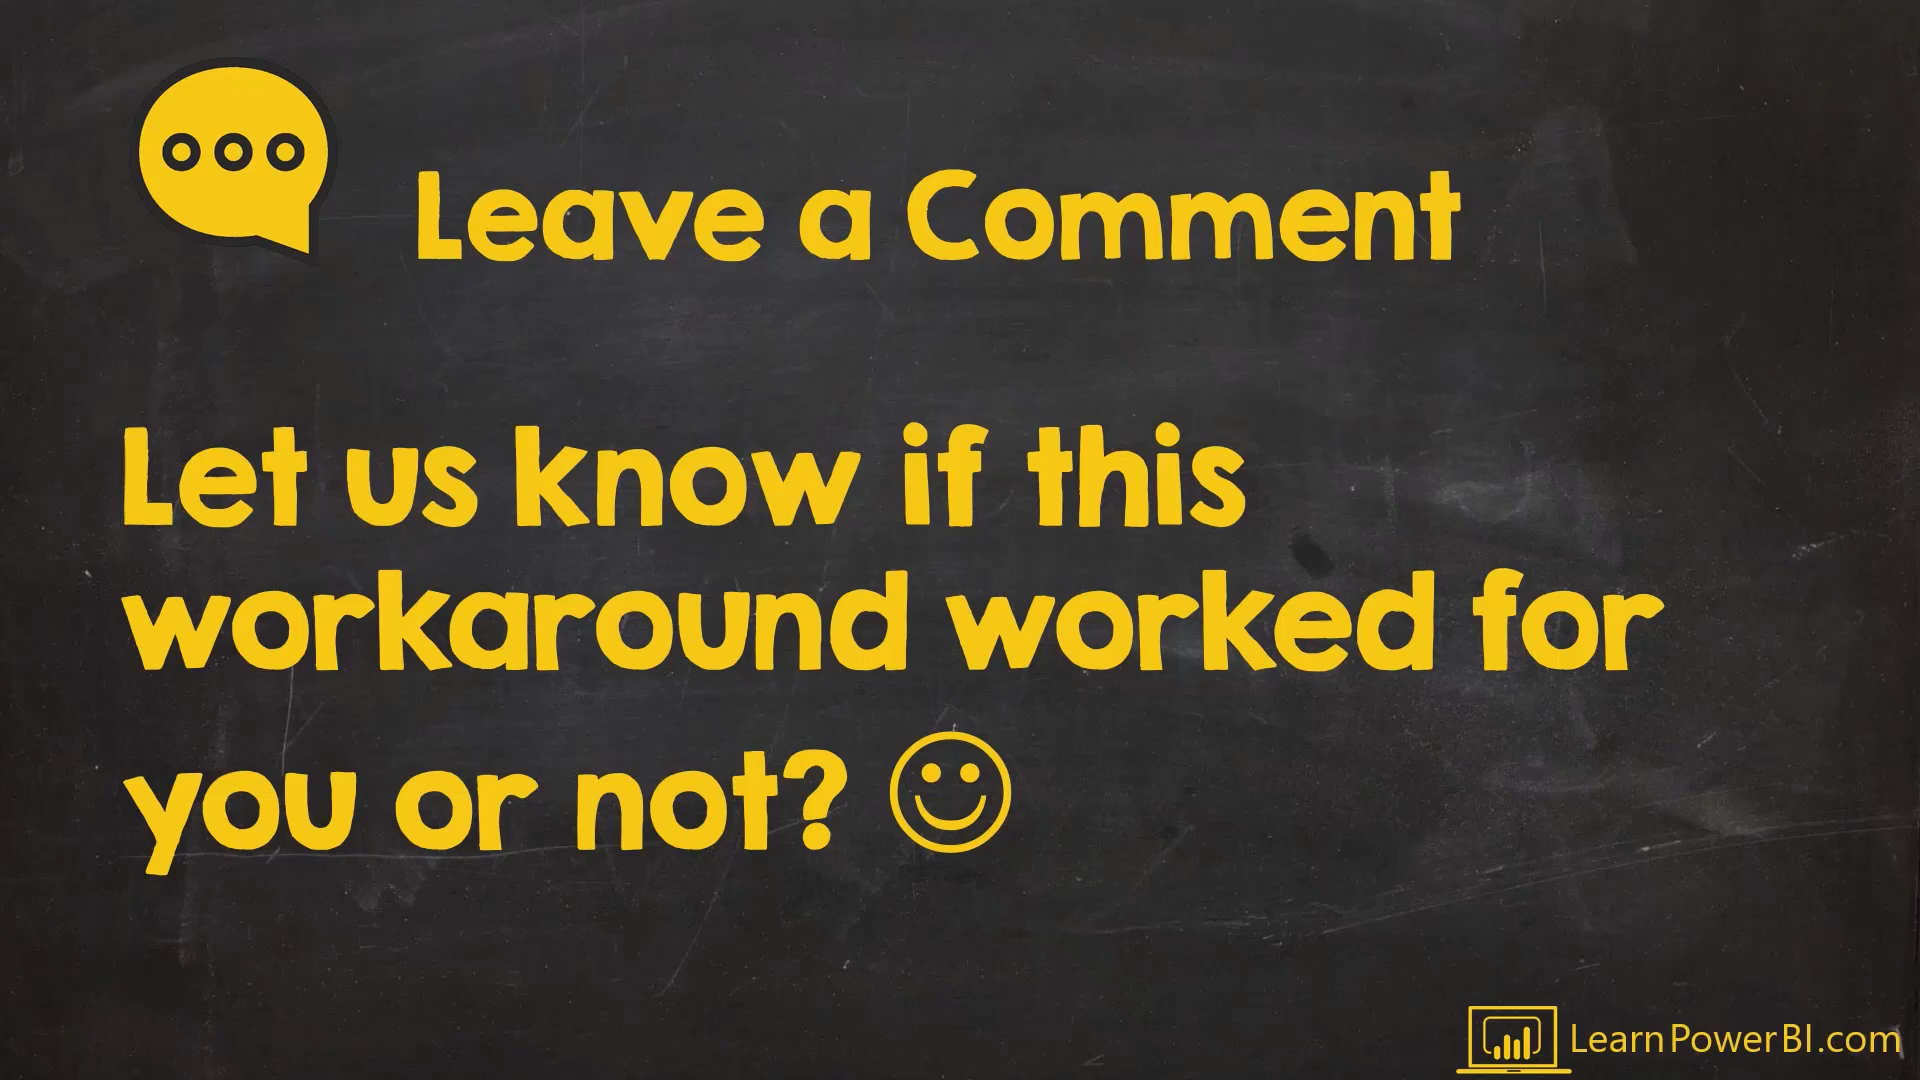 Leave a Comment
Let us know if this
workaround worked for
you or not? ☺
LearnPowerBI.com